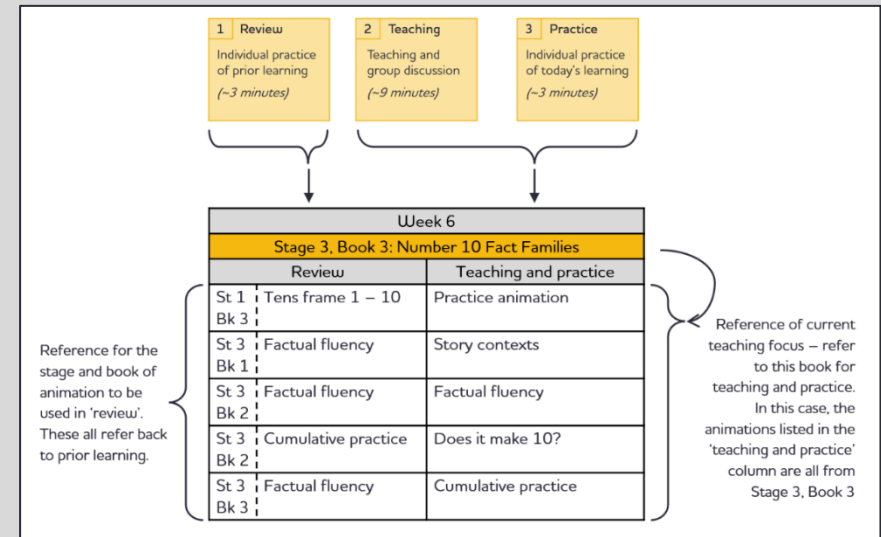 1 Review
Individual practice
of prior learning
(~3 minutes)
2 Teaching
Teaching and
group discussion
(~9 minutes)
3 Practice
Individual practice
of today's learning
(~3 minutes)
Week 6
Stage 3, Book 3: Number 10 Fact Families
Review Teaching and practice
St 1 Tens frame 1 – 10 Practice animation
Bk 3
St 3 Factual fluency Story contexts
Bk 1
St 3 Factual fluency Factual fluency
Bk 2
St 3 Cumulative practice Does it make 10?
Bk 2
St 3 Factual fluency Cumulative practice
Bk 3
Reference for the
stage and book of
animation to be
used in 'review'.
These all refer back
to prior learning.
Reference of current
teaching focus – refer
to this book for
teaching and practice.
In this case, the
animations listed in the
'teaching and practice'
column are all from
Stage 3, Book 3